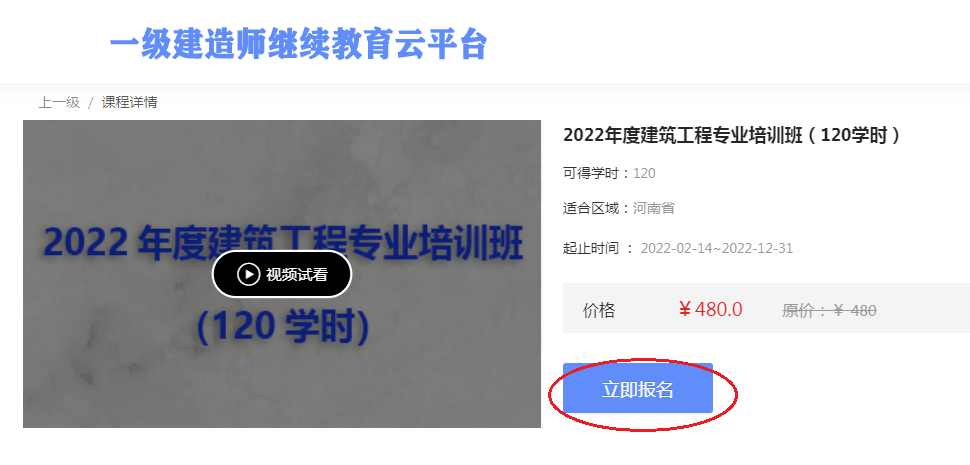 一级建造师继续教育云平台
上一级 / 课程详情
2022 年度建筑工程专业培训班
视频试看
（120 学时）
2022年度建筑工程专业培训班（120学时）
可得学时：120
适合区域：河南省
起止时间 ： 2022-02-14~2022-12-31
价格 ￥480.0 原价：￥ 480
立即报名